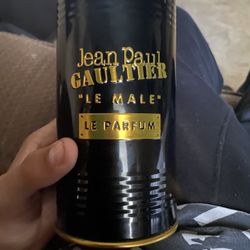 Jean Paul
GAULTIER
"LE MALE"
LE PARFUM